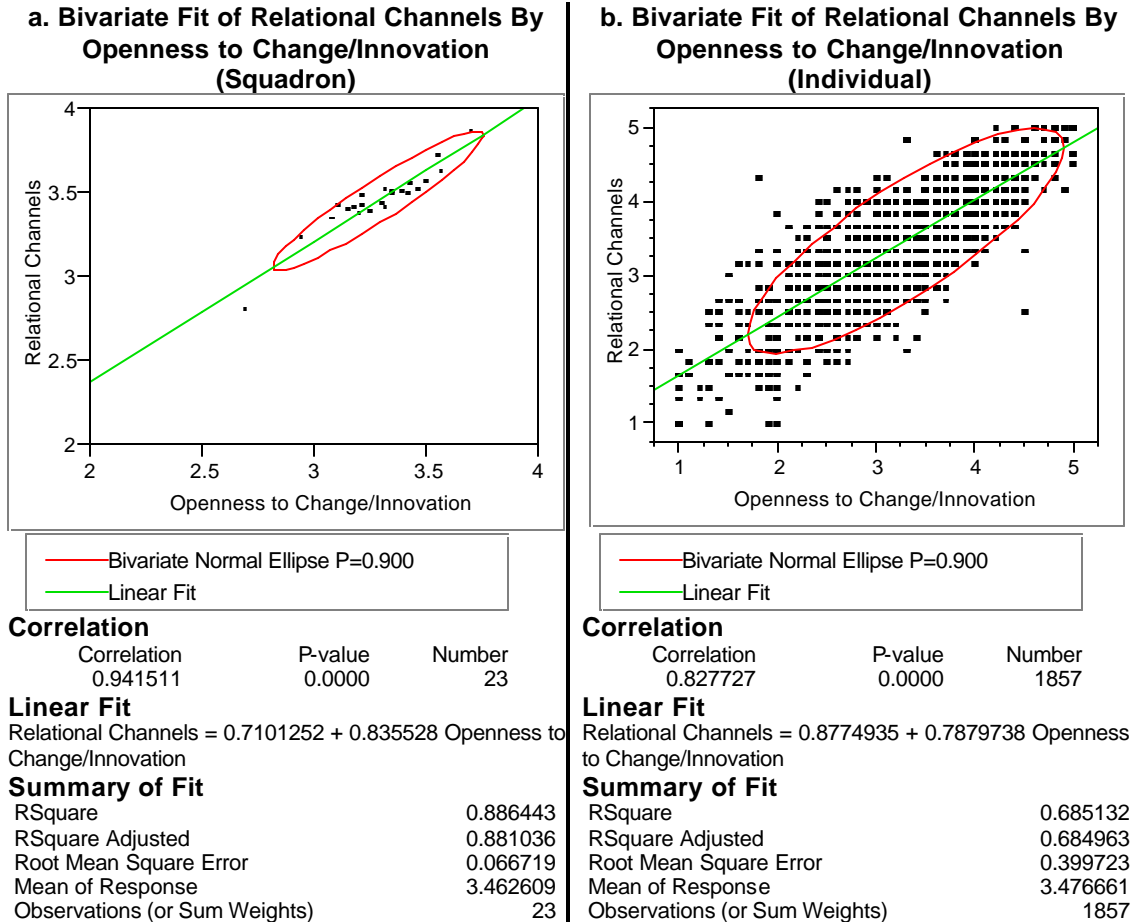 a. Bivariate Fit of Relational Channels By
Openness to Change/Innovation
(Squadron)
4
3.5
3
2.5
2
Relational Channels
2
2.5
3
3.5
4
Openness to Change/Innovation
Bivariate Normal Ellipse P=0.900
Linear Fit
Correlation
Correlation P-value Number
0.941511 0.0000 23
Linear Fit
Relational Channels = 0.7101252 + 0.835528 Openness to
Change/Innovation
Summary of Fit
RSquare 0.886443
RSquare Adjusted 0.881036
Root Mean Square Error 0.066719
Mean of Response 3.462609
Observations (or Sum Weights) 23
b. Bivariate Fit of Relational Channels By
Openness to Change/Innovation
(Individual)
5
4
3
2
1
Relational Channels
1
2
3
4
5
Openness to Change/Innovation
Bivariate Normal Ellipse P=0.900
Linear Fit
Correlation
Correlation P-value Number
0.827727 0.0000 1857
Linear Fit
Relational Channels = 0.8774935 + 0.7879738 Openness
to Change/Innovation
Summary of Fit
RSquare 0.685132
RSquare Adjusted 0.684963
Root Mean Square Error 0.399723
Mean of Response 3.476661
Observations (or Sum Weights) 1857